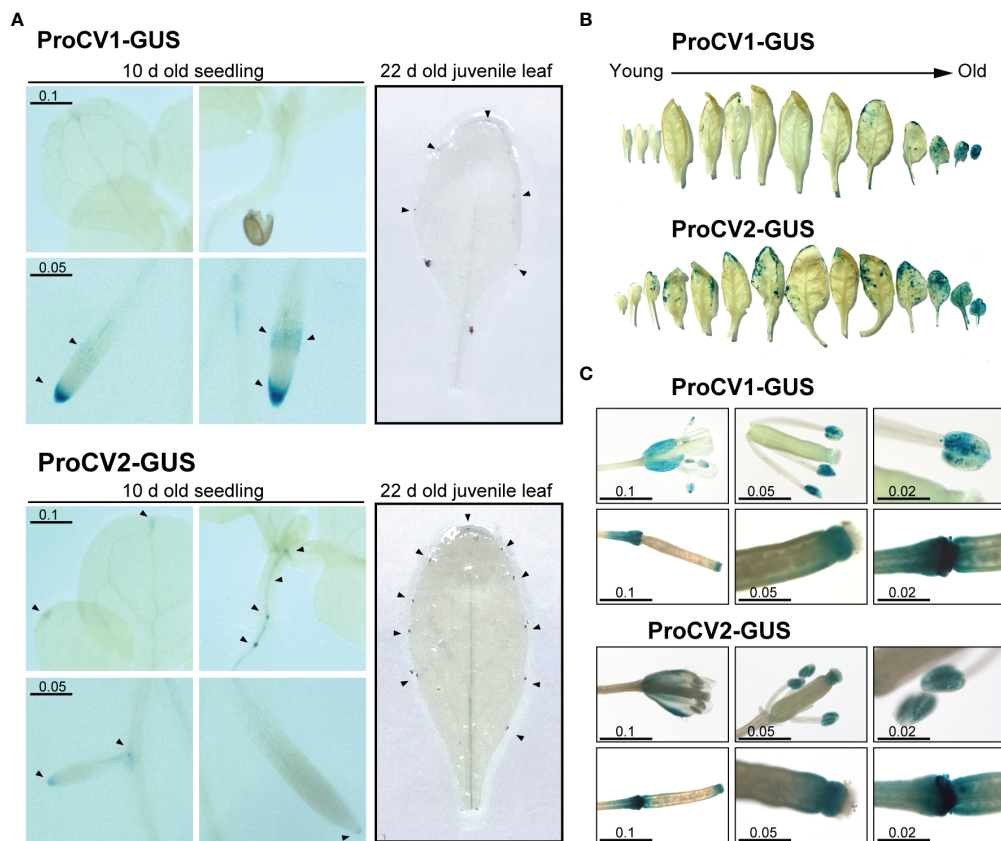 A
ProCV1-GUS
10 d old seedling
22 d old juvenile leaf
0.1
0.05
ProCV2-GUS
10 d old seedling
22 d old juvenile leaf
0.1
0.05
B
ProCV1-GUS
Young
Old
ProCV2-GUS
C
ProCV1-GUS
0.1
0.05
0.02
0.1
0.05
0.02
ProCV2-GUS
0.1
0.05
0.02
0.1
0.05
0.02